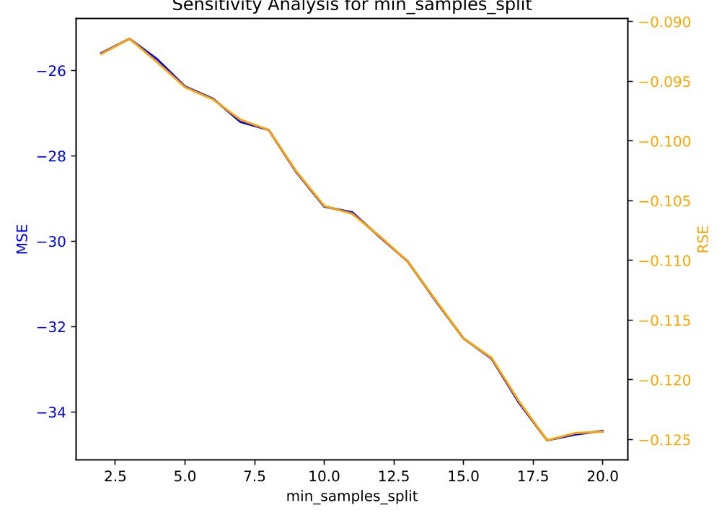 Sensitivity Analysis for min_samples_split
−26
−28
−30
−32
−34
MSE
−0.090
−0.095
−0.100
−0.105
−0.110
−0.115
−0.120
−0.125
RSE
2.5 5.0 7.5 10.0 12.5 15.0 17.5 20.0
min_samples_split